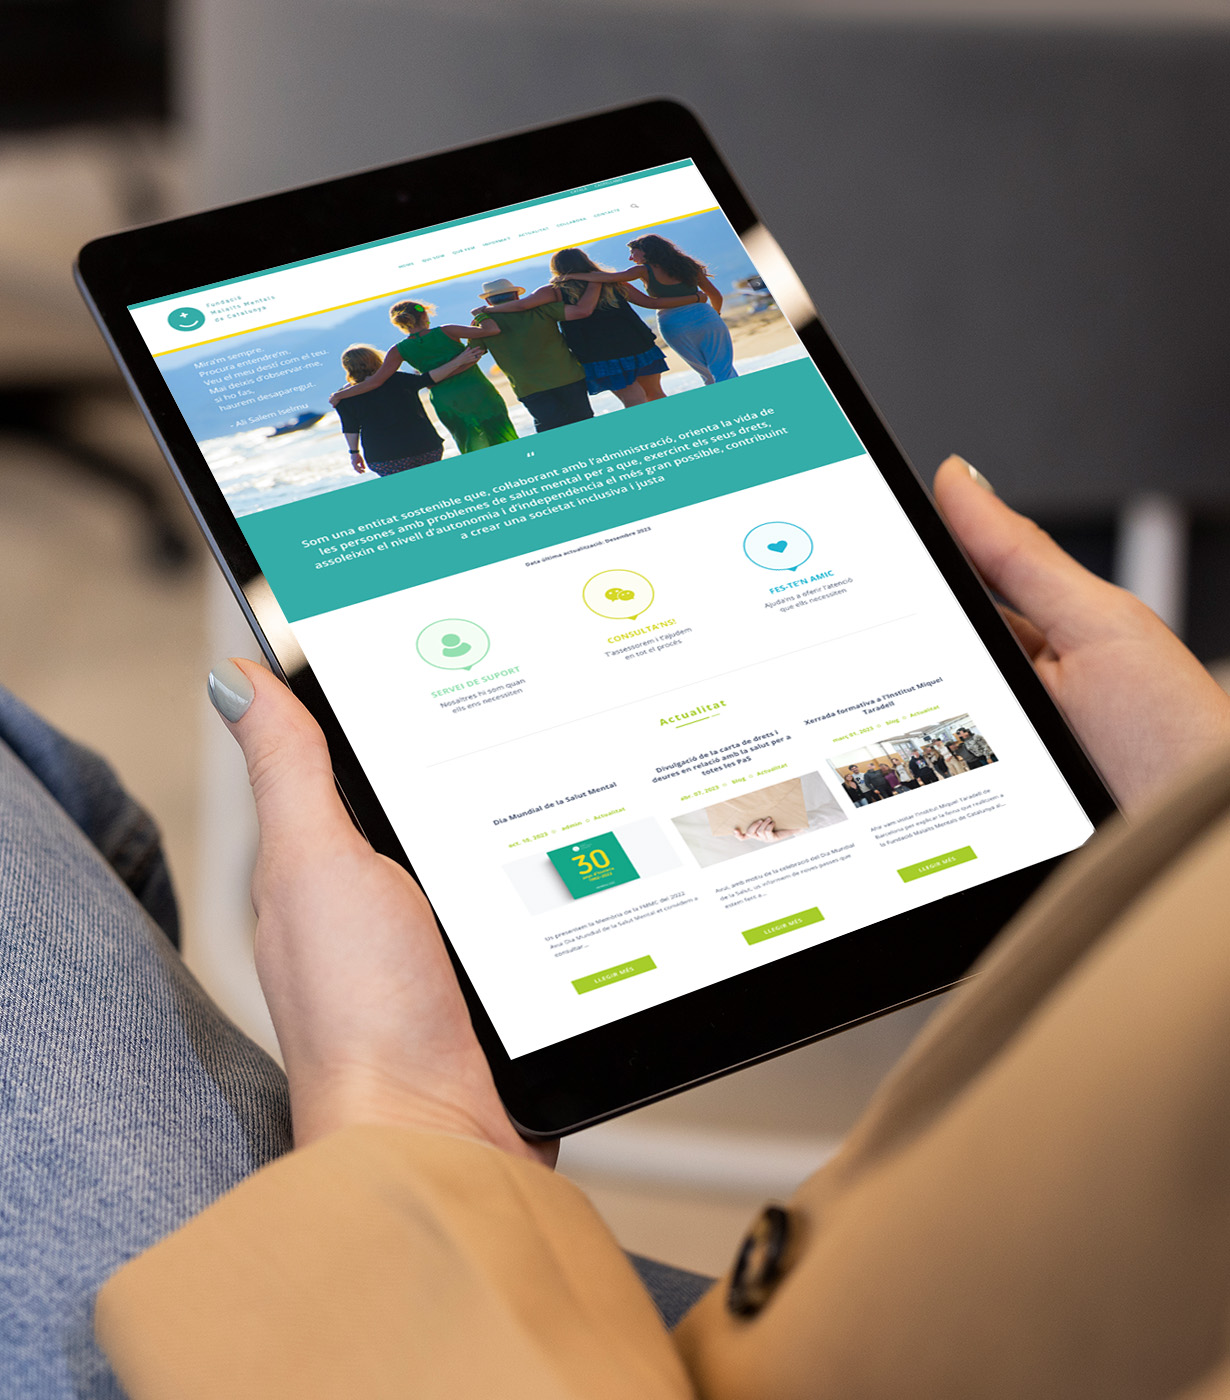 Fundació
Malalts Mentals
de Catalunya
HOME QUI SOM QUÈ FEM INFORMA'T ACTUALITAT COL·LABORA CONTACTE
Mira'm sempre.
Procura entendre'm.
Veu el meu destí com el teu.
Mai deixis d'observar-me,
si ho fas,
haurem desaparegut.
- Ali Salem Iselmu
“
Som una entitat sostenible que, col·laborant amb l'administració, orienta la vida de
les persones amb problemes de salut mental per a que, exercint els seus drets,
assoleixin el nivell d'autonomia i d'independència el més gran possible, contribuint
a crear una societat inclusiva i justa
Data última actualització: Desembre 2023
SERVEI DE SUPORT
Nosaltres hi som quan
ells ens necessiten
CONSULTA'NS!
T'assessorem i t'ajudem
en tot el procés
FES-TE'N AMIC
Ajuda'ns a oferir l'atenció
que ells necessiten
Actualitat
Dia Mundial de la Salut Mental
oct. 10, 2023 admin Actualitat
30
Us presentem la Memòria de la FMMC del 2022
Avui Dia Mundial de la Salut Mental et convidem a
consultar...
LLEGIR MÉS
Divulgació de la carta de drets i
deures en relació amb la salut per a
totes les PaS
abr. 07, 2023 blog Actualitat
Avui, amb motiu de la celebració del Dia Mundial
de la Salut, us informem de noves passes que
estem fent a...
LLEGIR MÉS
Xerrada formativa a l'Institut Miquel
Taradell
març 01, 2023 blog Actualitat
Ahir vam visitar l'Institut Miquel Taradell de
Barcelona per explicar la feina que realitzem a
la Fundació Malalts Mentals de Catalunya al...
LLEGIR MÉS